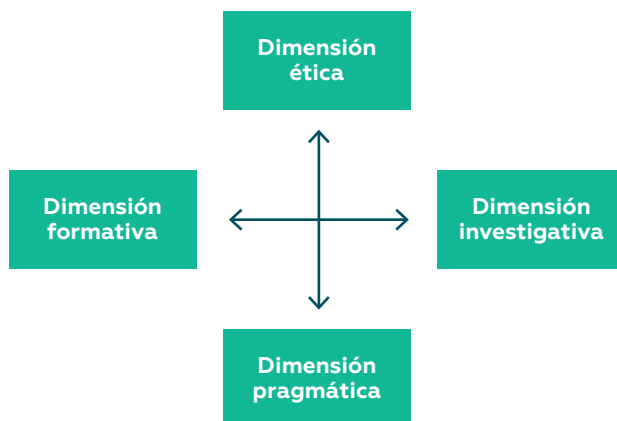 Dimensión
ética
Dimensión
formativa
Dimensión
investigativa
Dimensión
pragmática